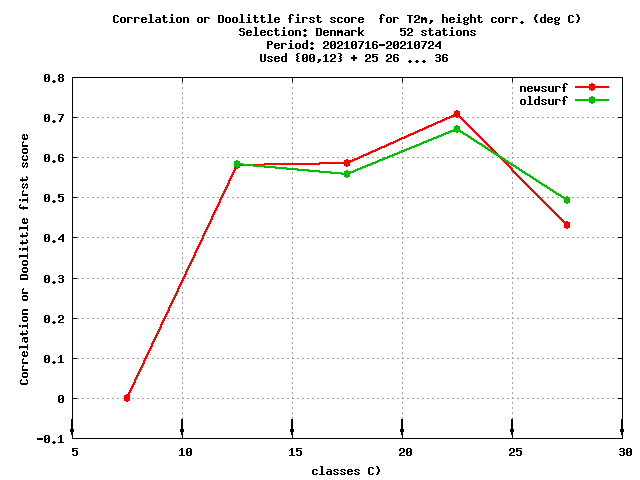 Correlation or Doolittle first score  for T2m, height corr. (deg C)
Selection: Denmark     52 stations
Period: 20210716-20210724
Used {00,12} + 25 26 ... 36
newsurf
oldsurf
Correlation or Doolittle first score
0.8
0.7
0.6
0.5
0.4
0.3
0.2
0.1
0
-0.1
5
10
15
20
25
30
classes C)